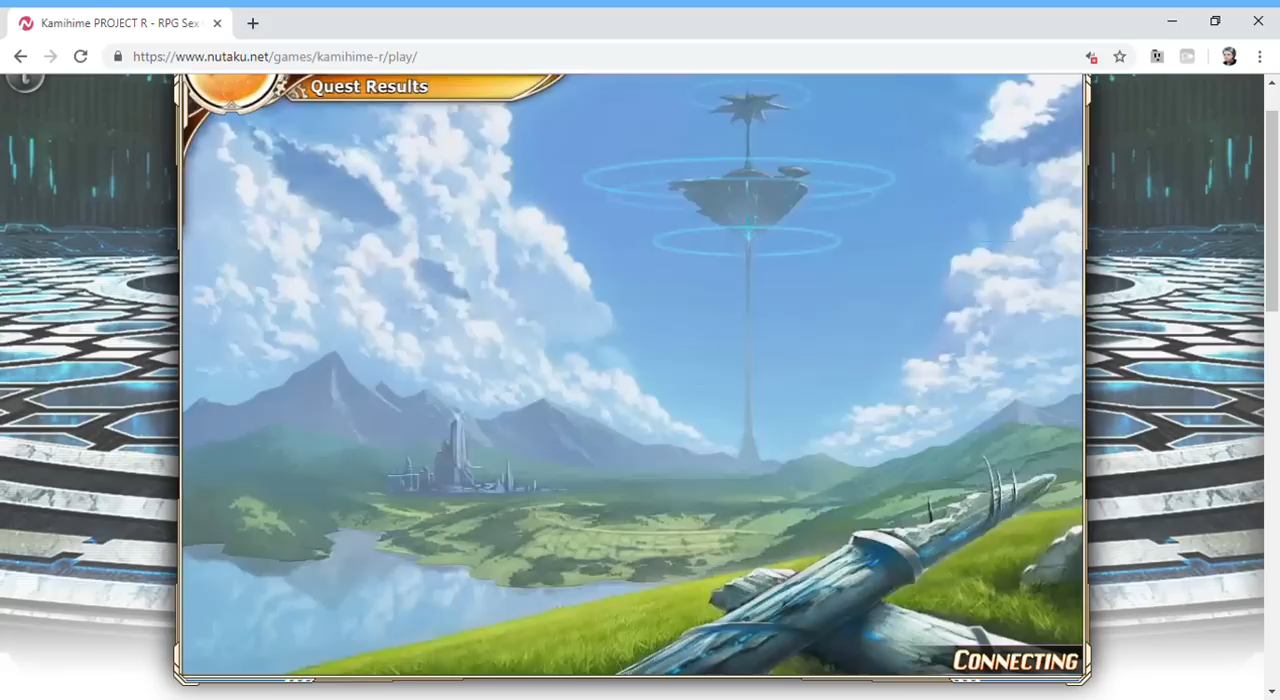 Kamihime PROJECT R - RPG Sex
https://www.nutaku.net/games/kamihime-r/play/
Quest Results
CONNECTING